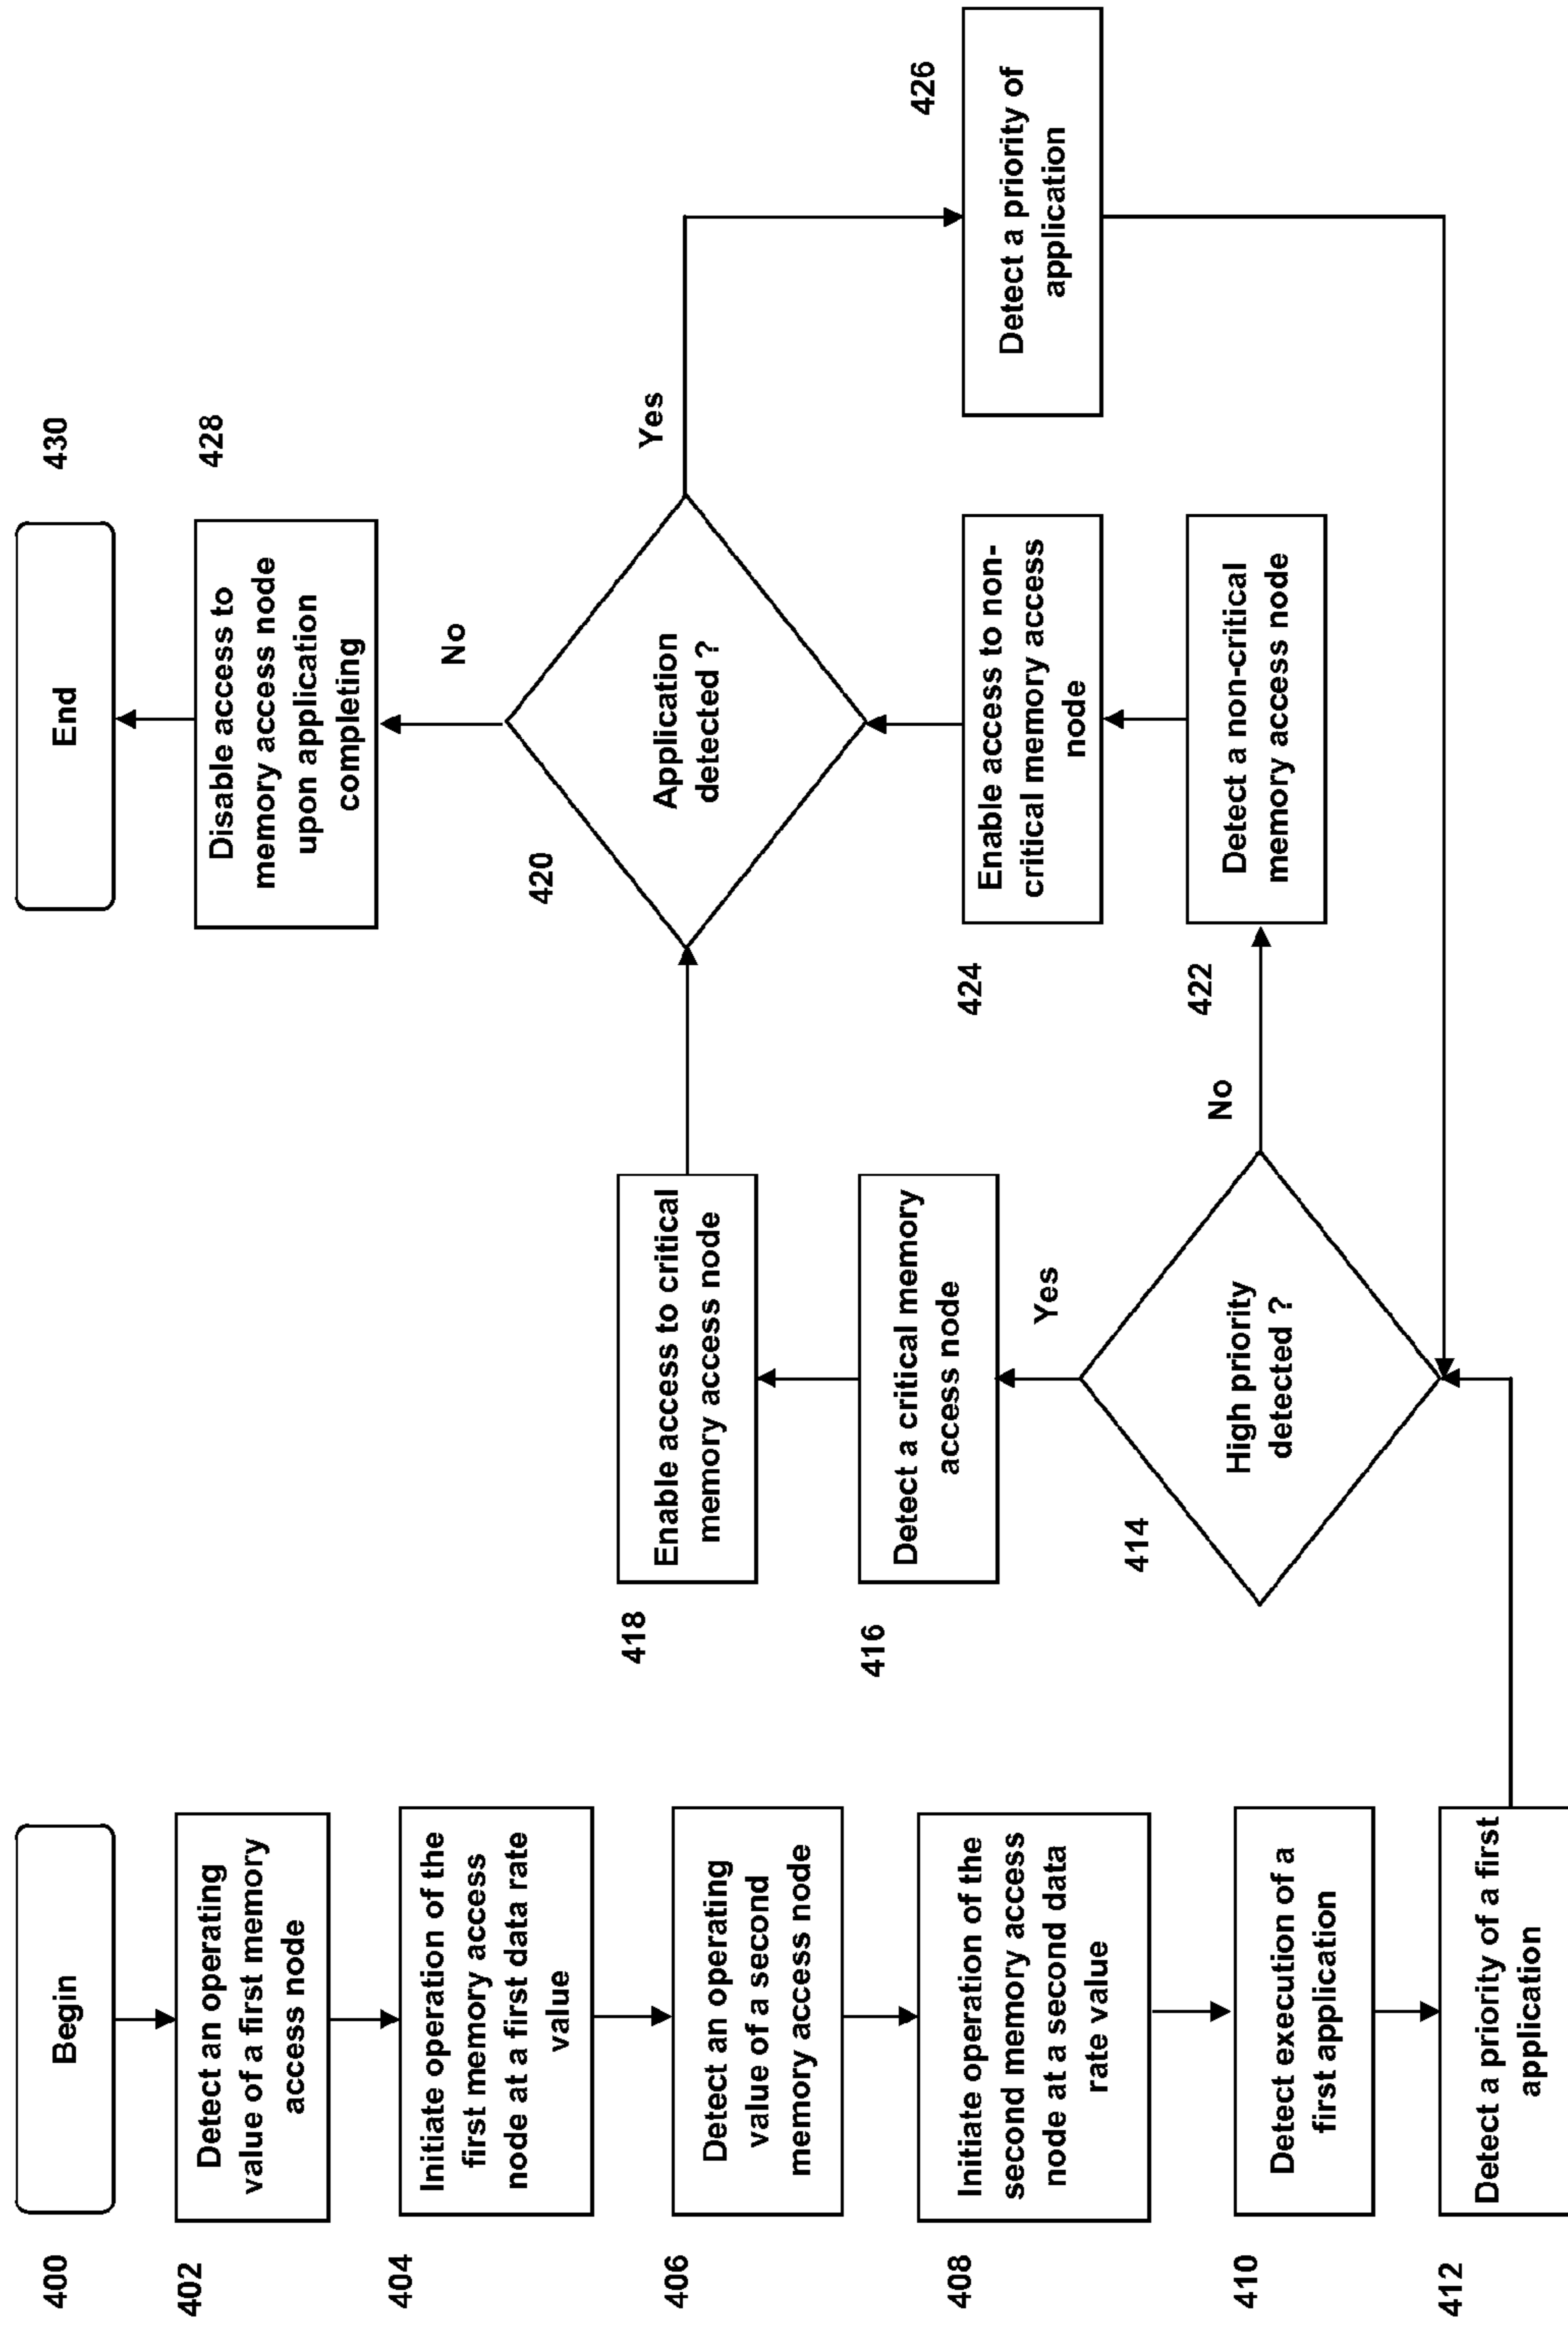 400
Begin
402
Detect an operating
value of a first memory
access node
404
Initiate operation of the
first memory access
node at a first data rate
value
406
Detect an operating
value of a second
memory access node
408
Initiate operation of the
second memory access
node at a second data
rate value
410
Detect execution of a
first application
412
Detect a priority of a first
application
414
High priority
detected ?
Yes
No
416
Detect a critical memory
access node
418
Enable access to critical
memory access node
420
Application
detected ?
No
Yes
422
Detect a non-critical
memory access node
424
Enable access to non-
critical memory access
node
426
Detect a priority of
application
428
Disable access to
memory access node
upon application
completing
430
End